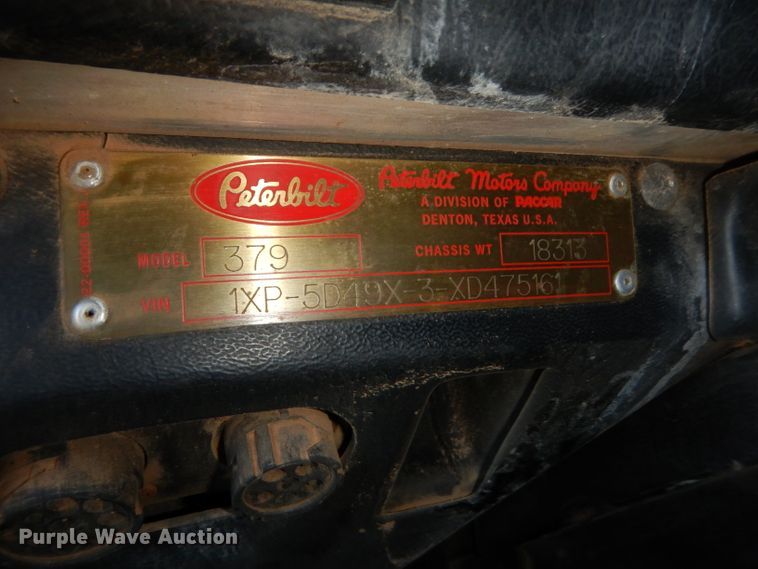 Peterbilt
Peterbilt Motors Company
A DIVISION OF PACCAR
DENTON, TEXAS U.S.A.
MODEL 379
CHASSIS WT 18313
VIN 1XP-5D49X-3-XD475161
Purple Wave Auction